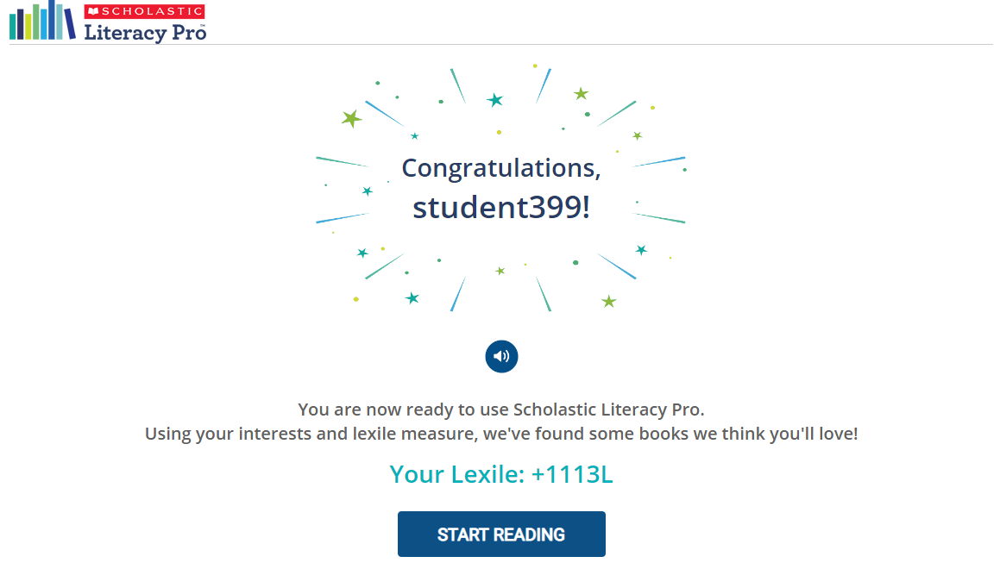 SCHOLASTIC
Literacy Pro™
Congratulations,
student399!
You are now ready to use Scholastic Literacy Pro.
Using your interests and lexile measure, we've found some books we think you'll love!
Your Lexile: +1113L
START READING